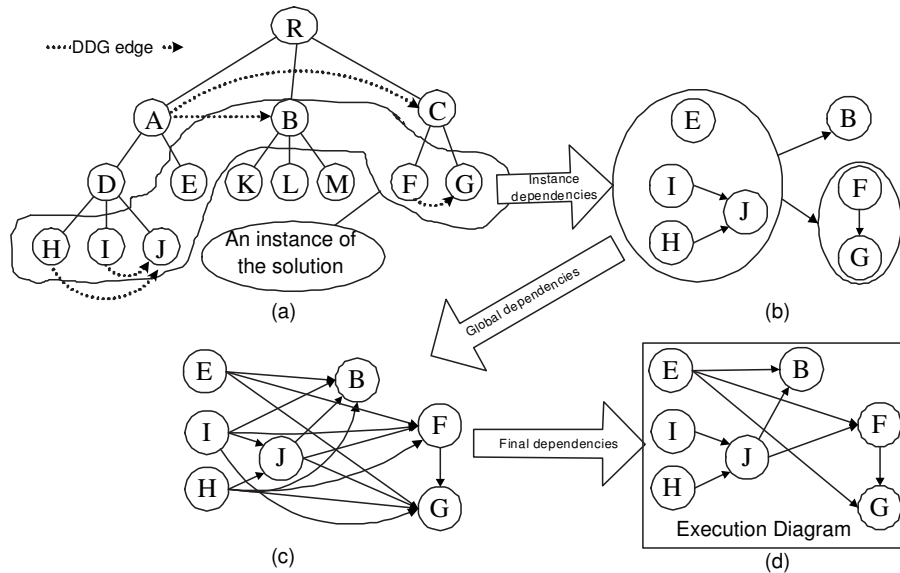 R
DDG edge
A
B
C
D
E
K
L
M
F
G
H
I
J
An instance of
the solution
(a)
Instance
dependencies
E
B
I
J
H
F
G
(b)
Global dependencies
E
B
I
J
F
H
G
(c)
Final dependencies
E
B
I
J
F
H
G
Execution Diagram
(d)